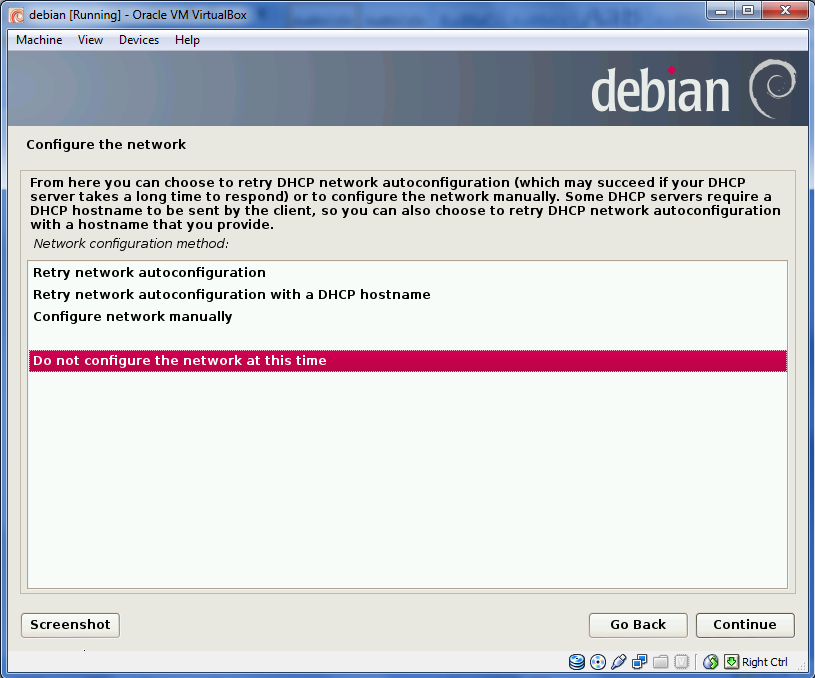 debian [Running] - Oracle VM VirtualBox
Machine View Devices Help
debian
Configure the network
From here you can choose to retry DHCP network autoconfiguration (which may succeed if your DHCP
server takes a long time to respond) or to configure the network manually. Some DHCP servers require a
DHCP hostname to be sent by the client, so you can also choose to retry DHCP network autoconfiguration
with a hostname that you provide.
Network configuration method:
Retry network autoconfiguration
Retry network autoconfiguration with a DHCP hostname
Configure network manually
Do not configure the network at this time
Screenshot Go Back Continue
Right Ctrl